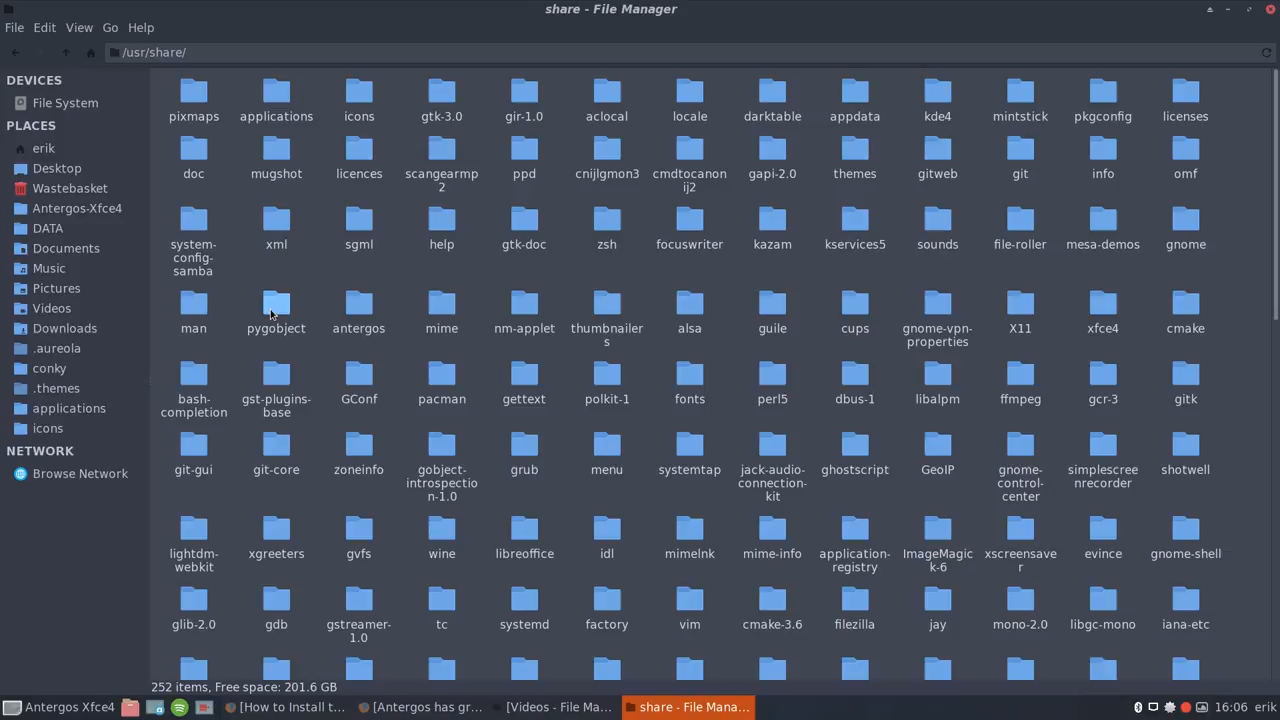 share - File Manager
File Edit View Go Help
/usr/share/
DEVICES
File System
PLACES
erik
Desktop
Wastebasket
Antergos-Xfce4
DATA
Documents
Music
Pictures
Videos
Downloads
.aureola
conky
.themes
applications
icons
NETWORK
Browse Network
pixmaps applications icons gtk-3.0 gir-1.0 aclocal locale darktable appdata kde4 mintstick pkgconfig licenses
doc mugshot licences scangearmp ppd cnijlgmon3 cmdtocanon gapi-2.0 themes gitweb git info omf
2 ij2
system- xml sgml help gtk-doc zsh focuswriter kazam kservices5 sounds file-roller mesa-demos gnome
config-
samba
man pygobject antergos mime nm-applet thumbnailer alsa guile cups gnome-vpn- X11 xfce4 cmake
s properties
bash- gst-plugins- GConf pacman gettext polkit-1 fonts perl5 dbus-1 libalpm ffmpeg gcr-3 gitk
completion base
git-gui git-core zoneinfo gobject- grub menu systemtap jack-audio- ghostscript GeoIP gnome- simplescree shotwell
introspectio connection- control- nrecorder
n-1.0 kit center
lightdm- xgreeters gvfs wine libreoffice idl mimelnk mime-info application- ImageMagic xscreensave evince gnome-shell
webkit registry k-6 r
glib-2.0 gdb gstreamer- tc systemd factory vim cmake-3.6 filezilla jay mono-2.0 libgc-mono iana-etc
1.0
252 items, Free space: 201.6 GB
Antergos Xfce4 [How to Install t... [Antergos has gr... [Videos - File Ma... share - File Mana... 16:06 erik